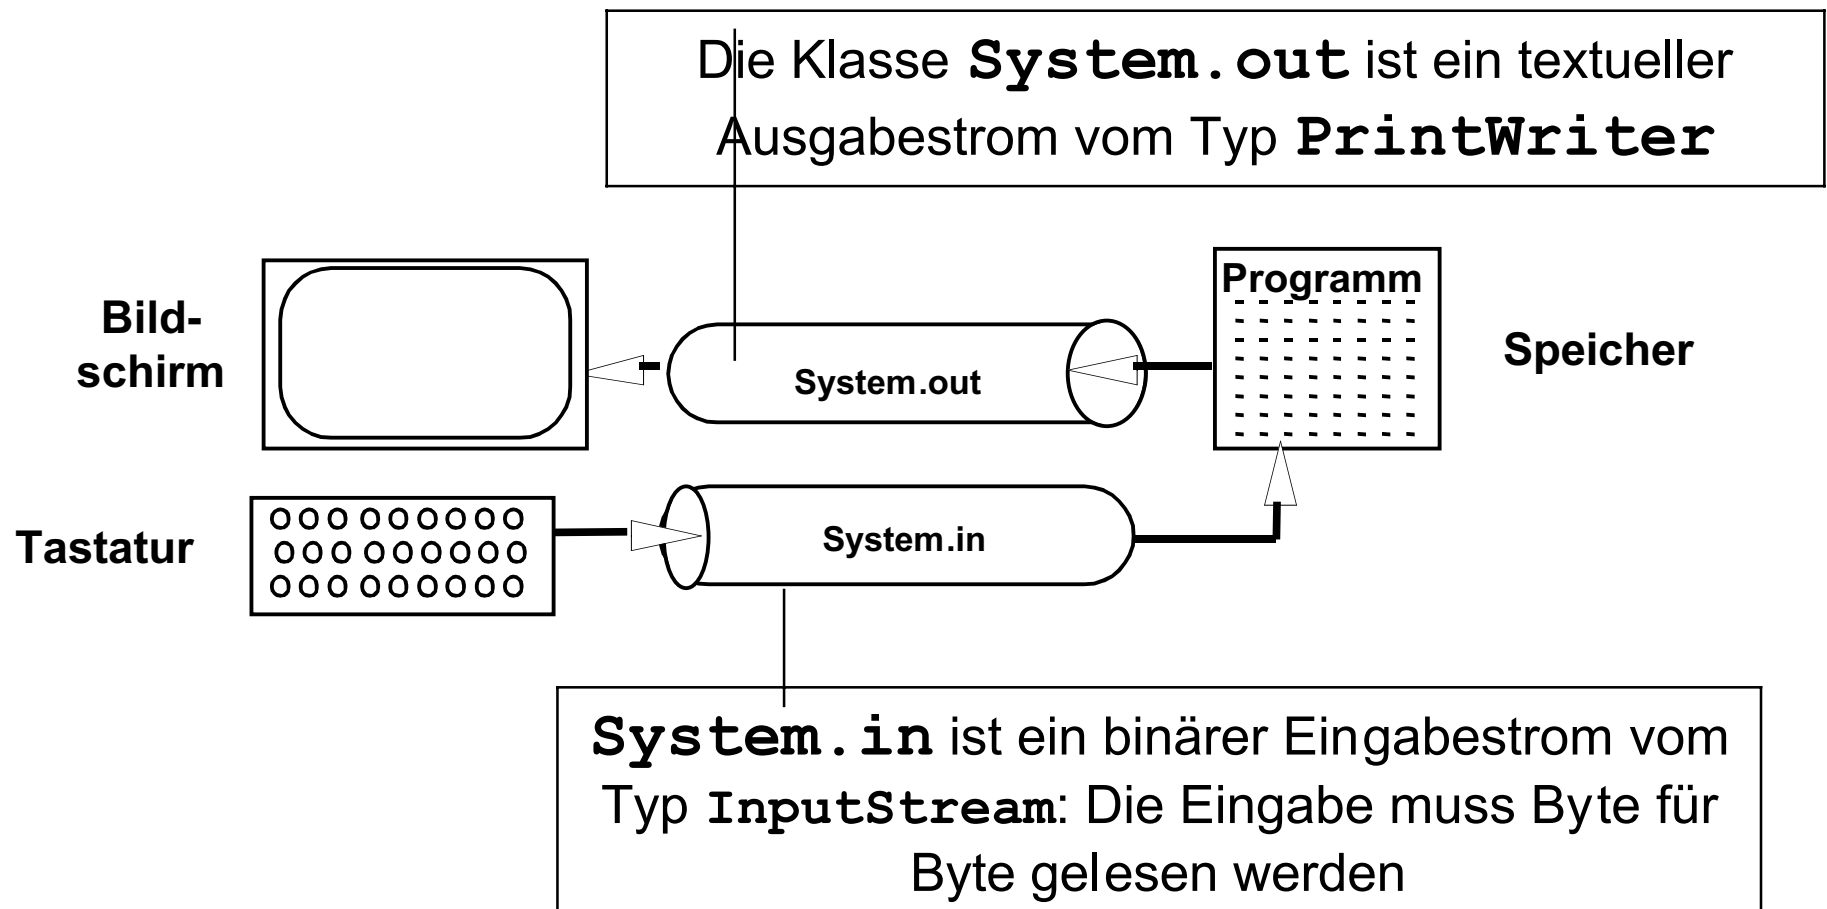 Die Klasse System.out ist ein textueller
Ausgabestrom vom Typ PrintWriter
Programm
Bild-
schirm
System.out
Speicher
Tastatur
System.in
System.in ist ein binärer Eingabestrom vom
Typ InputStream: Die Eingabe muss Byte für
Byte gelesen werden